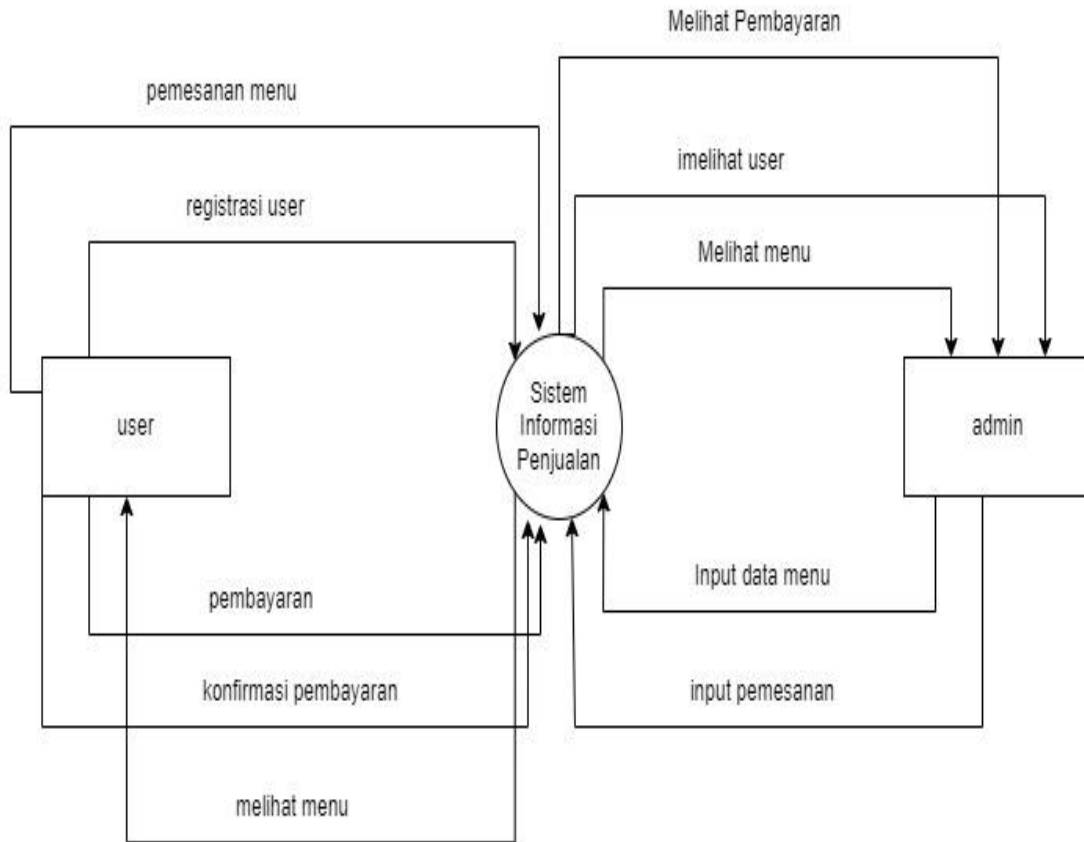 Melihat Pembayaran
pemesanan menu
imelihat user
registrasi user
Melihat menu
user
Sistem
Informasi
Penjualan
admin
Input data menu
pembayaran
konfirmasi pembayaran
input pemesanan
melihat menu